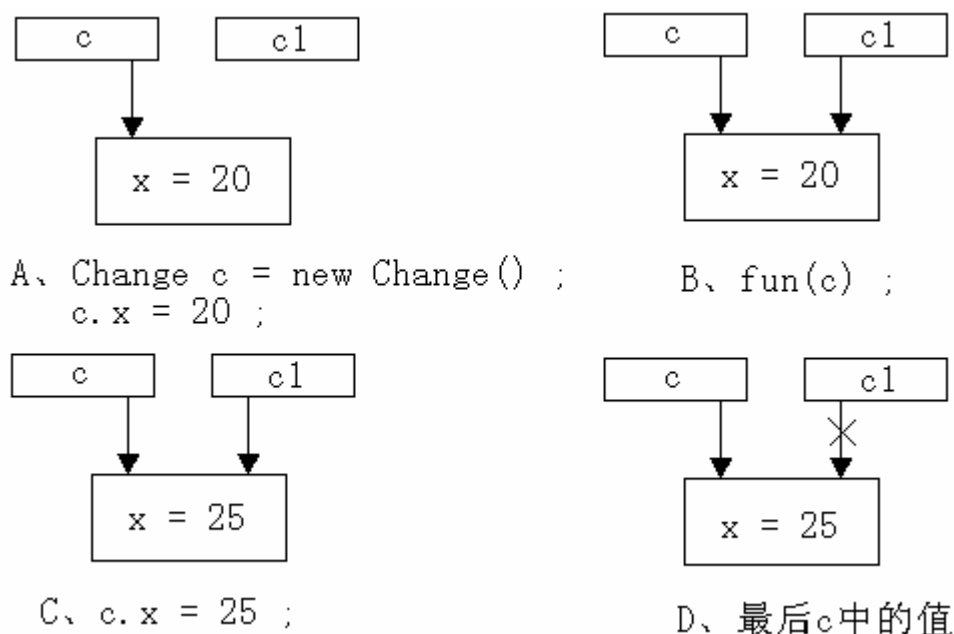 c
c1
x = 20
A、Change c = new Change() ;
c.x = 20 ;
c
c1
x = 20
B、fun(c) ;
c
c1
x = 25
C、c.x = 25 ;
c
c1
x = 25
D、最后c中的值